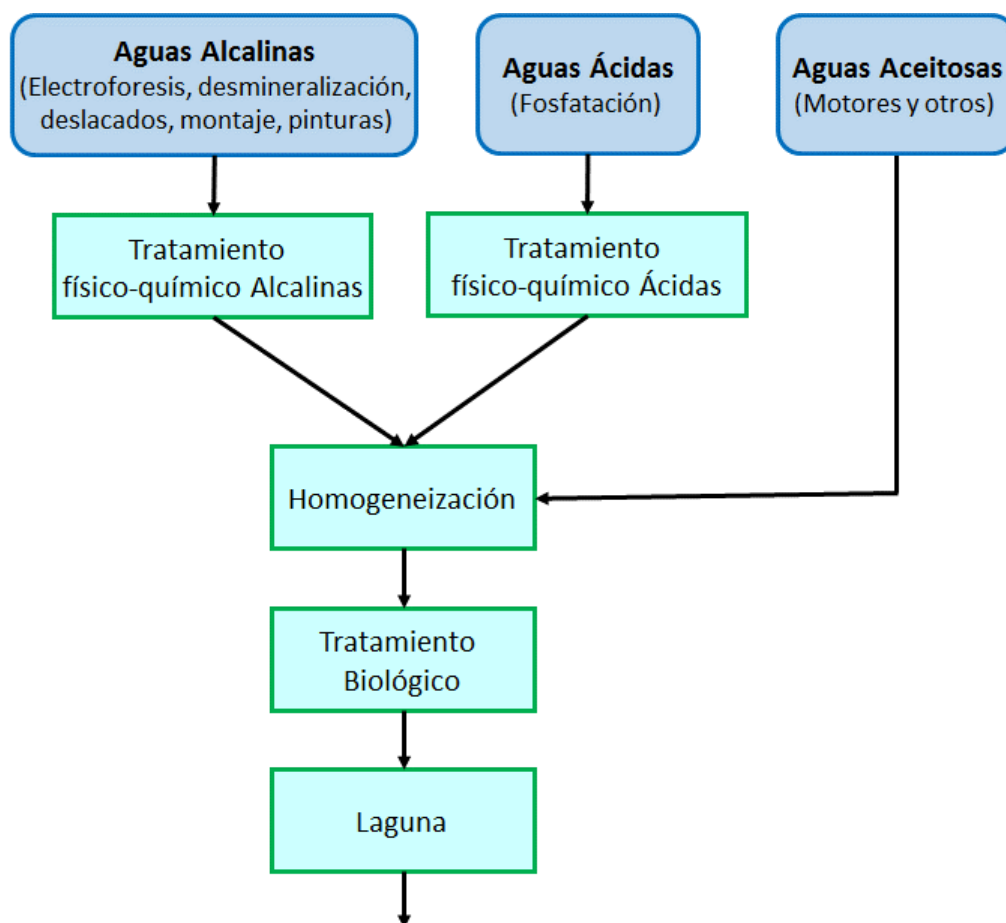 Aguas Alcalinas
(Electroforesis, desmineralización,
deslacados, montaje, pinturas)
Aguas Ácidas
(Fosfatación)
Aguas Aceitosas
(Motores y otros)
Tratamiento
físico-químico Alcalinas
Tratamiento
físico-químico Ácidas
Homogeneización
Tratamiento
Biológico
Laguna